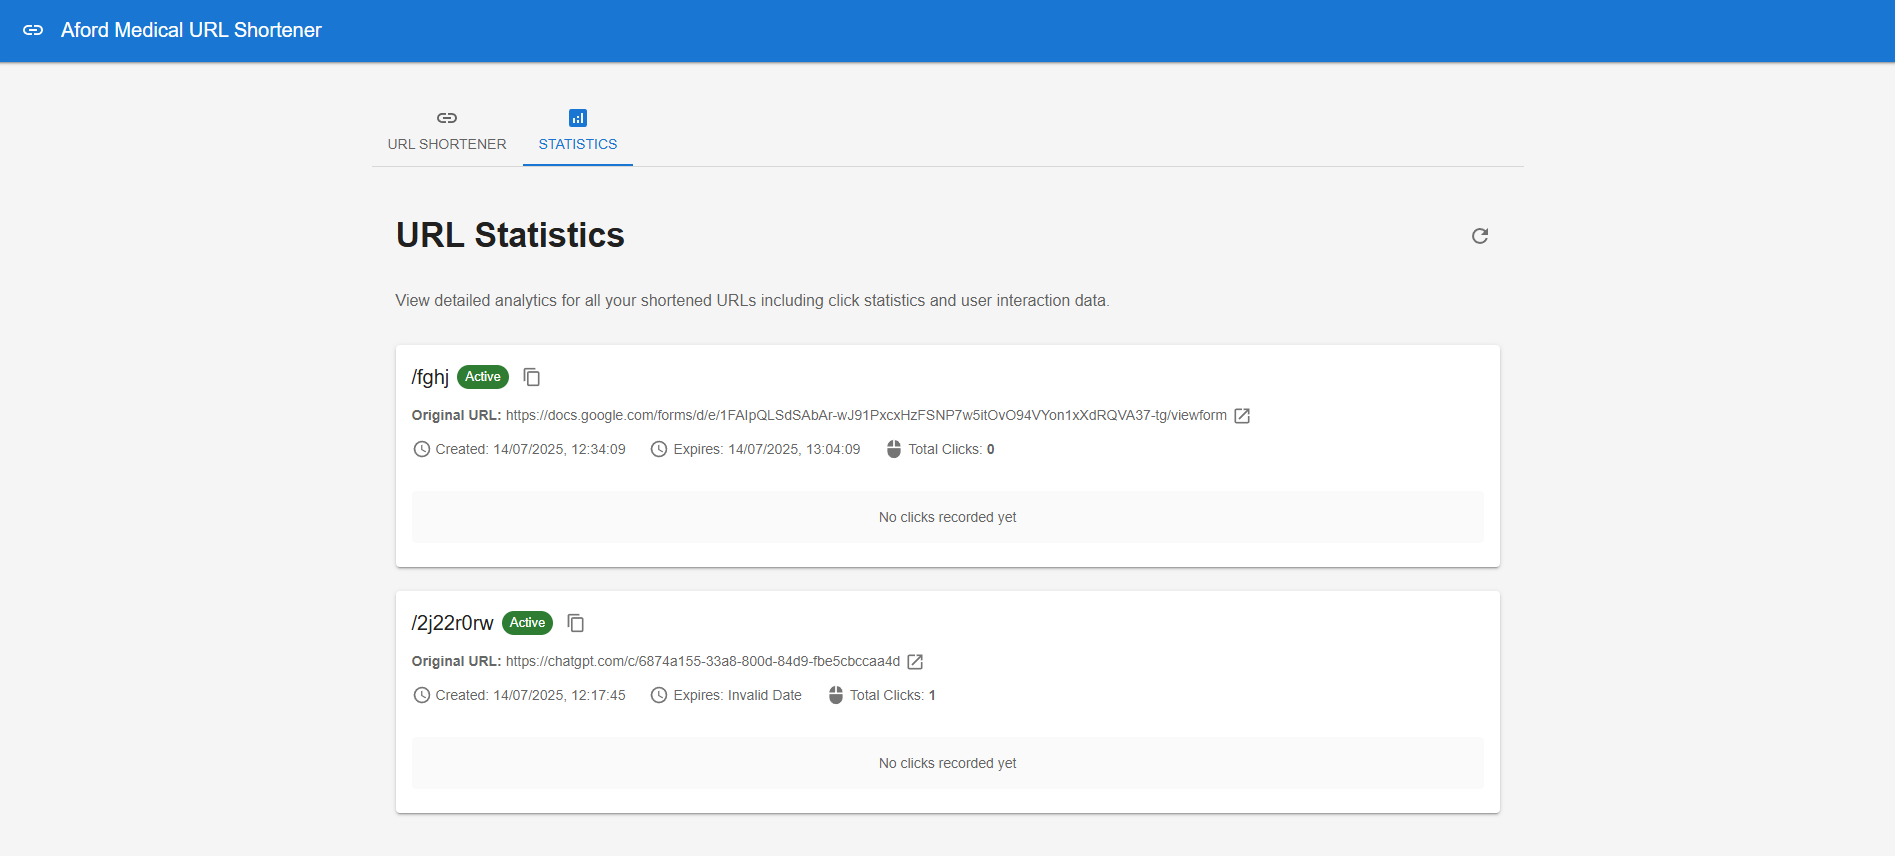 Aford Medical URL Shortener
URL SHORTENER
STATISTICS
URL Statistics
View detailed analytics for all your shortened URLs including click statistics and user interaction data.
/fghj Active
Original URL: https://docs.google.com/forms/d/e/1FAIpQLSdSAbAr-wJ91PxcxHzFSNP7w5itOvO94VYon1xXdRQVA37-tg/viewform
Created: 14/07/2025, 12:34:09 Expires: 14/07/2025, 13:04:09 Total Clicks: 0
No clicks recorded yet
/2j22r0rw Active
Original URL: https://chatgpt.com/c/6874a155-33a8-800d-84d9-fbe5cbccaa4d
Created: 14/07/2025, 12:17:45 Expires: Invalid Date Total Clicks: 1
No clicks recorded yet